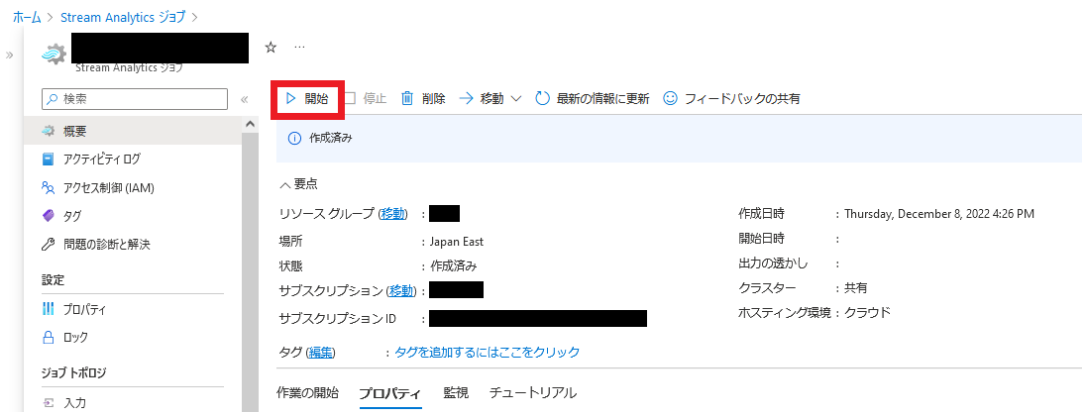 ホーム > Stream Analytics ジョブ >
Stream Analytics ジョブ
検索
概要
アクティビティ ログ
アクセス制御 (IAM)
タグ
問題の診断と解決
設定
プロパティ
ロック
ジョブ トポロジ
入力
開始 停止 削除 移動 最新の情報に更新 フィードバックの共有
作成済み
要点
リソース グループ (移動) :
場所 : Japan East
状態 : 作成済み
サブスクリプション (移動) :
サブスクリプション ID :
タグ (編集) : タグを追加するにはここをクリック
作成日時 : Thursday, December 8, 2022 4:26 PM
開始日時 :
出力の透かし :
クラスター : 共有
ホスティング環境 : クラウド
作業の開始 プロパティ 監視 チュートリアル